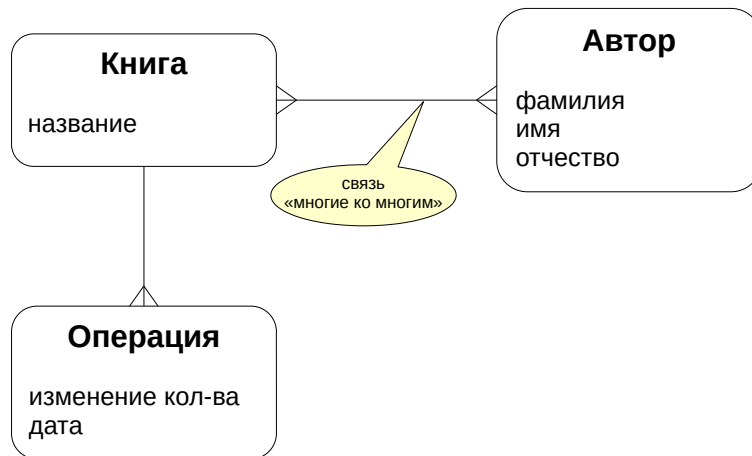 Книга
название
Автор
фамилия
имя
отчество
связь
«многие ко многим»
Операция
изменение кол-ва
дата